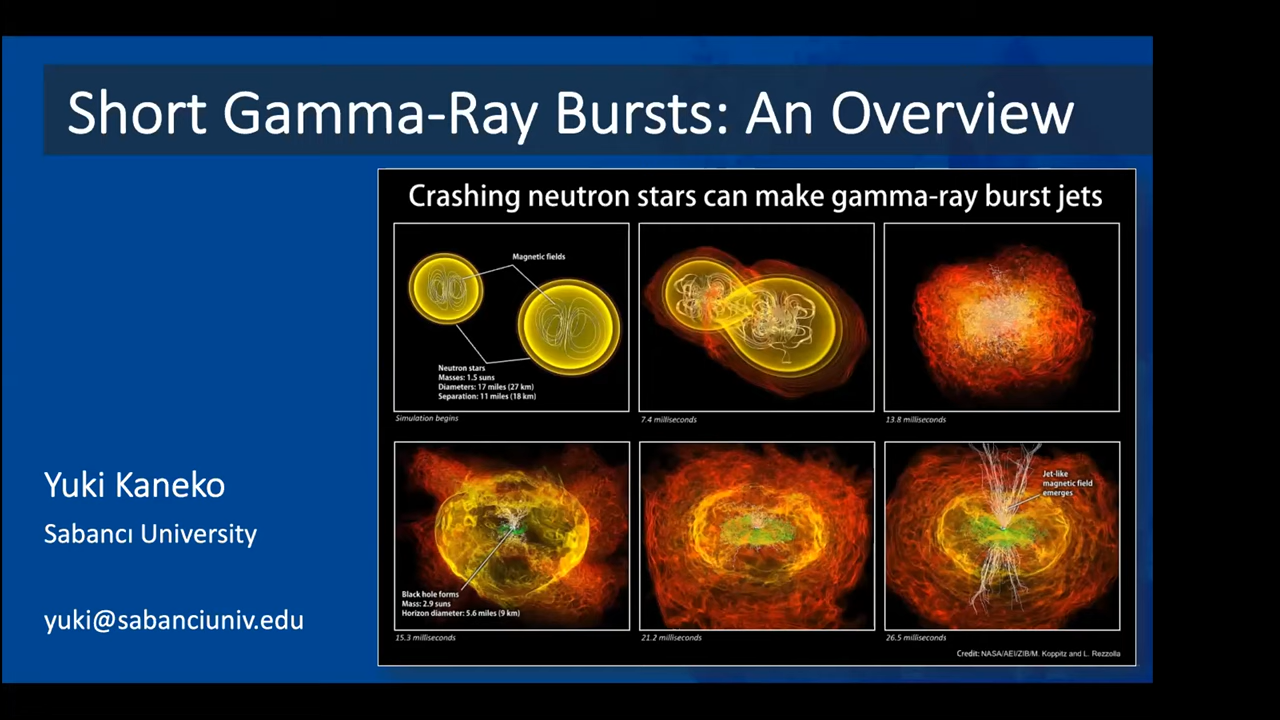 Short Gamma-Ray Bursts: An Overview
Crashing neutron stars can make gamma-ray burst jets
Magnetic fields
Neutron stars
Masses: 1.5 suns
Diameters: 17 miles (27 km)
Separation: 11 miles (18 km)
Simulation begins
7.4 milliseconds
13.8 milliseconds
Black hole forms
Mass: 2.9 suns
Horizon diameter: 5.6 miles (9 km)
Jet-like
magnetic field
emerges
15.3 milliseconds
21.2 milliseconds
26.5 milliseconds
Credit: NASA/AEI/ZIB/M. Koppitz and L. Rezzolla
Yuki Kaneko
Sabancı University
yuki@sabanciuniv.edu